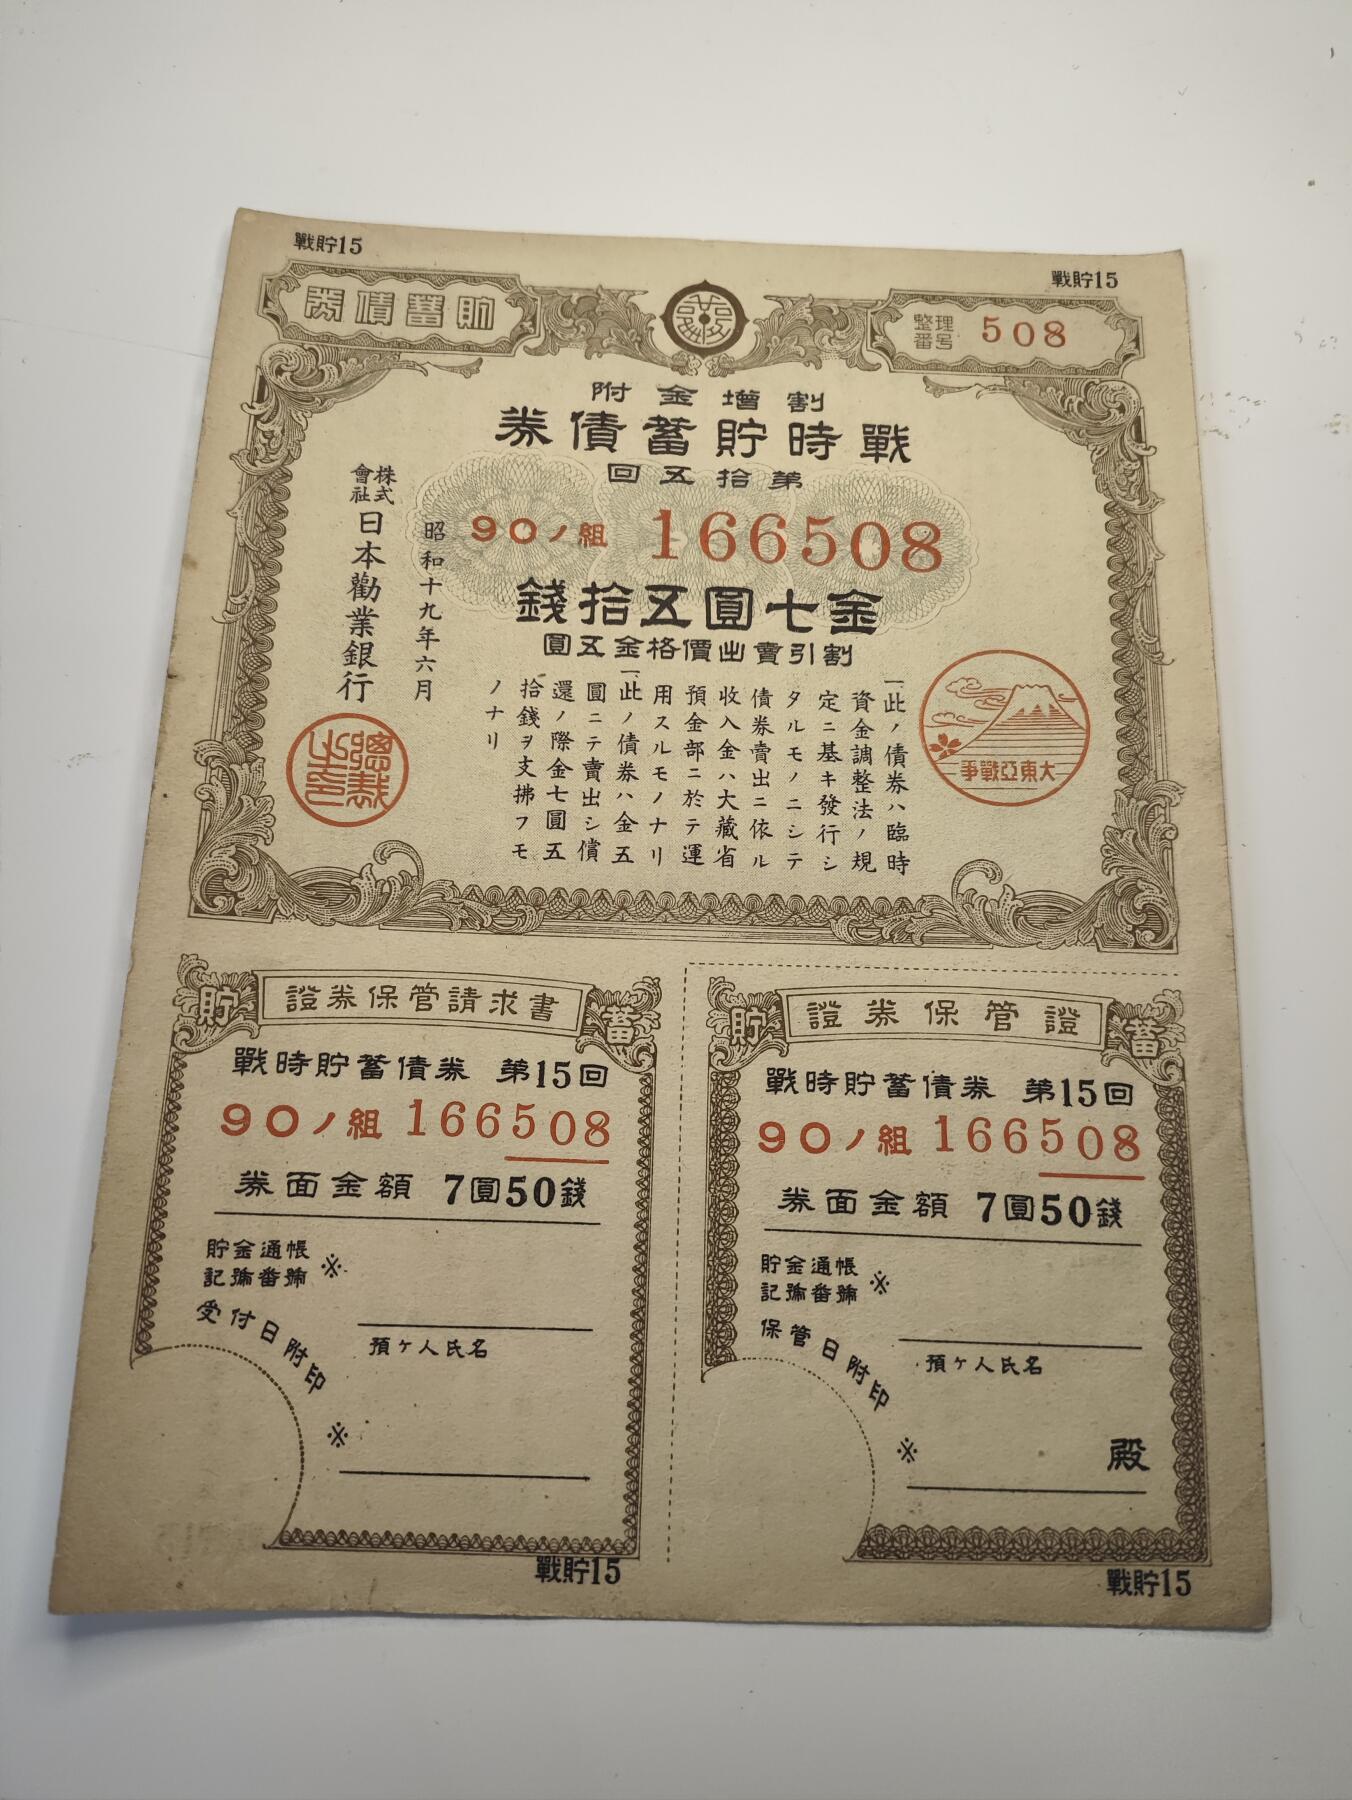 戰貯15
戰貯15
券債蓄貯
整理番号 508
附金增割
券債蓄貯時戰
回五拾第
90ノ組 166508
錢拾五圓七金
圓五金格價出賣引割
一、此ノ債券ハ臨時
資金調整法ノ規
定ニ基キ發行シ
タルモノニシテ
債券賣出ニ依ル
收入金ハ大藏省
預金部ニ於テ運
用スルモノナリ
一、此ノ債券ハ金五
圓ニテ賣出シ償
還ノ際金七圓五
拾錢ヲ支拂フモ
ノナリ
昭和十九年六月
株式會社日本勸業銀行
總裁之印
爭戰亞東大
貯 證券保管請求書 蓄
戰時貯蓄債券 第15回
90ノ組 166508
券面金額 7圓50錢
貯金通帳
記號番號 ※
受付日附印
預ケ人氏名
※
戰貯15
貯 證券保管證 蓄
戰時貯蓄債券 第15回
90ノ組 166508
券面金額 7圓50錢
貯金通帳
記號番號 ※
保管日附印
預ケ人氏名
※
殿
戰貯15